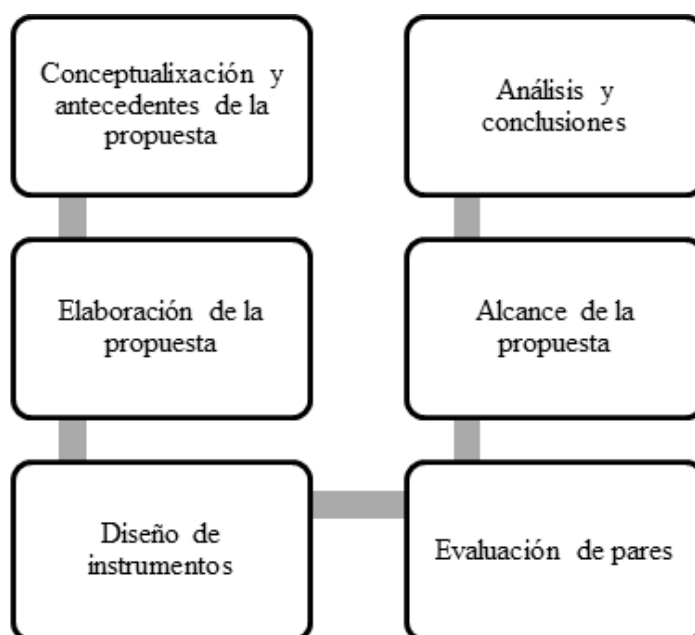 Conceptualixación y
antecedentes de la
propuesta
Elaboración de la
propuesta
Diseño de
instrumentos
Evaluación de pares
Alcance de la
propuesta
Análisis y
conclusiones